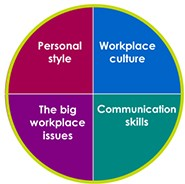 Personal
style
Workplace
culture
The big
workplace
issues
Communication
skills